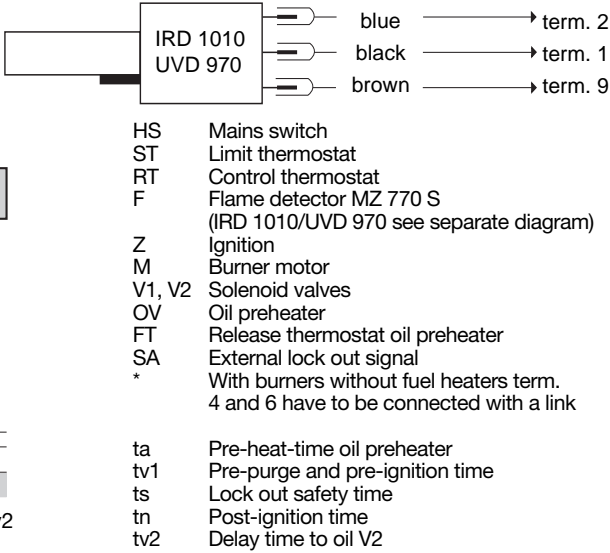 IRD 1010
UVD 970
blue term. 2
black term. 1
brown term. 9
HS Mains switch
ST Limit thermostat
RT Control thermostat
F Flame detector MZ 770 S
(IRD 1010/UVD 970 see separate diagram)
Z Ignition
M Burner motor
V1, V2 Solenoid valves
OV Oil preheater
FT Release thermostat oil preheater
SA External lock out signal
* With burners without fuel heaters term.
4 and 6 have to be connected with a link
ta Pre-heat-time oil preheater
tv1 Pre-purge and pre-ignition time
ts Lock out safety time
tn Post-ignition time
tv2 Delay time to oil V2